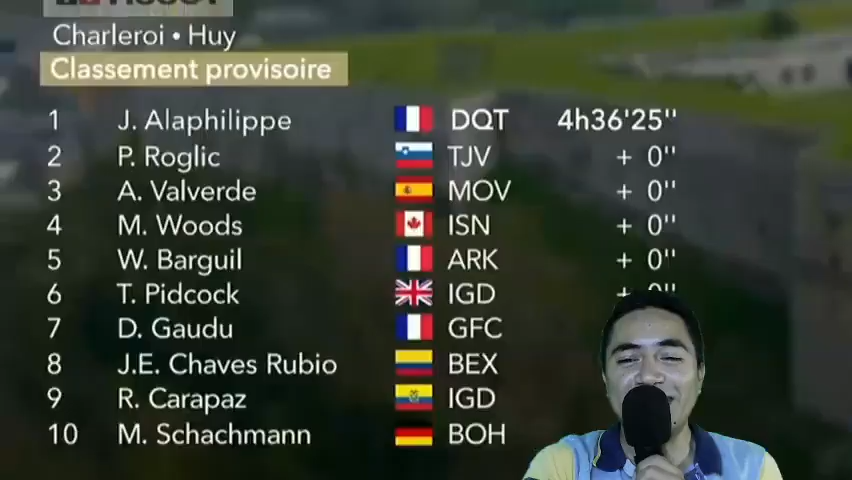 Charleroi • Huy
Classement provisoire
1 J. Alaphilippe DQT 4h36'25''
2 P. Roglic TJV + 0''
3 A. Valverde MOV + 0''
4 M. Woods ISN + 0''
5 W. Barguil ARK + 0''
6 T. Pidcock IGD + 0''
7 D. Gaudu GFC
8 J.E. Chaves Rubio BEX
9 R. Carapaz IGD
10 M. Schachmann BOH